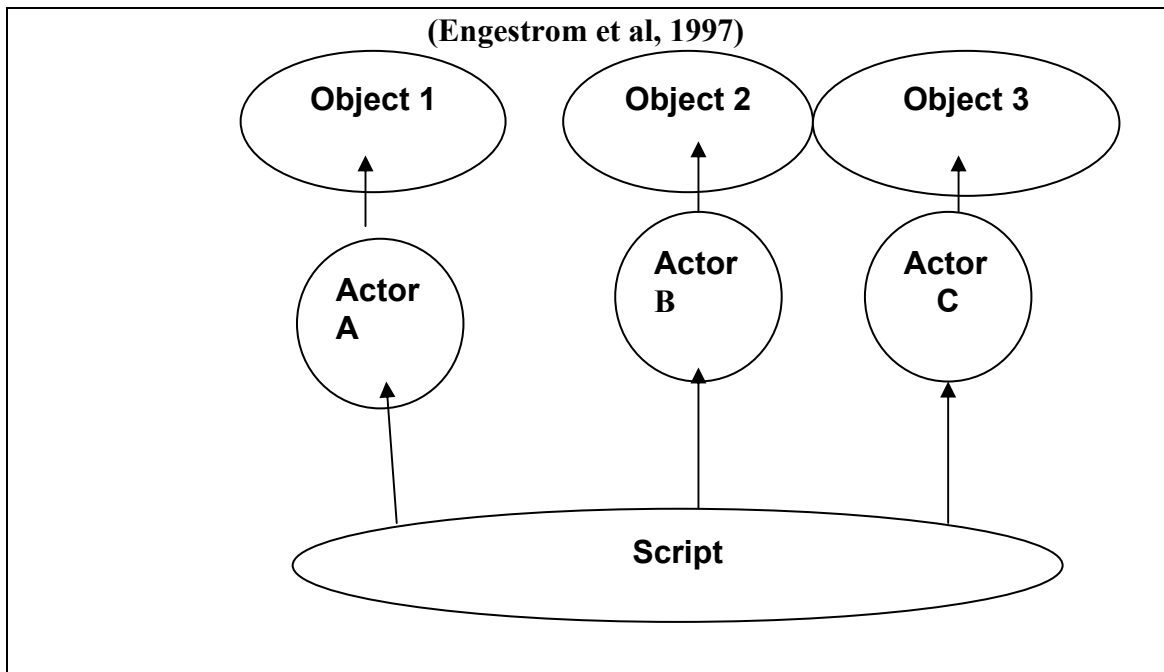 (Engestrom et al, 1997)
Object 1
Object 2
Object 3
Actor
A
Actor
B
Actor
C
Script